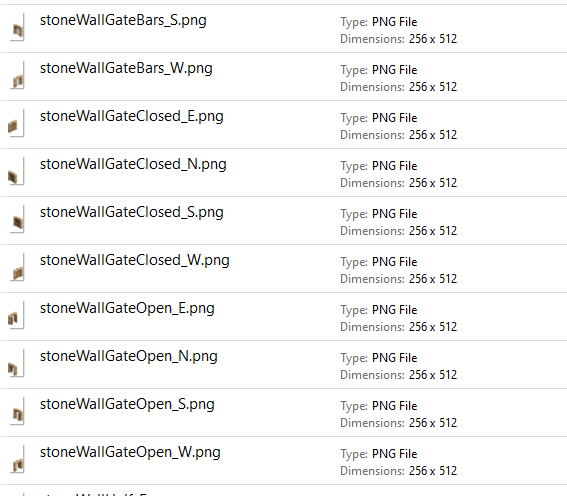 stoneWallGateBars_S.png
Type: PNG File
Dimensions: 256 x 512
stoneWallGateBars_W.png
Type: PNG File
Dimensions: 256 x 512
stoneWallGateClosed_E.png
Type: PNG File
Dimensions: 256 x 512
stoneWallGateClosed_N.png
Type: PNG File
Dimensions: 256 x 512
stoneWallGateClosed_S.png
Type: PNG File
Dimensions: 256 x 512
stoneWallGateClosed_W.png
Type: PNG File
Dimensions: 256 x 512
stoneWallGateOpen_E.png
Type: PNG File
Dimensions: 256 x 512
stoneWallGateOpen_N.png
Type: PNG File
Dimensions: 256 x 512
stoneWallGateOpen_S.png
Type: PNG File
Dimensions: 256 x 512
stoneWallGateOpen_W.png
Type: PNG File
Dimensions: 256 x 512